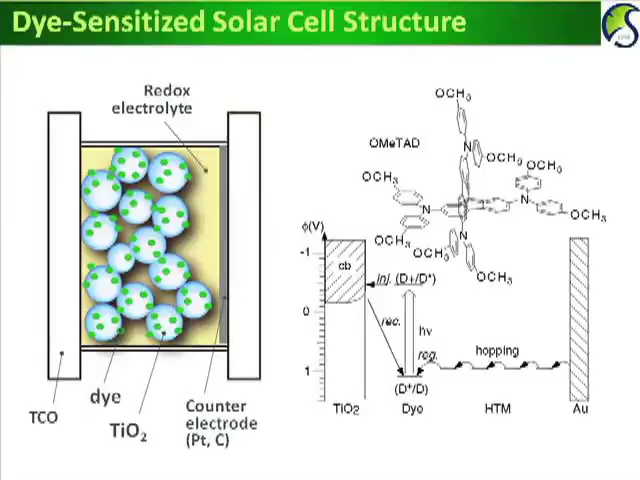 Dye-Sensitized Solar Cell Structure
Redox
electrolyte
TCO
dye
TiO2
Counter
electrode
(Pt, C)
OMeTAD
OCH3
N
OCH3
OCH3
OCH3
N
OCH3
N
OCH3
OCH3
N
OCH3
OCH3
ϕ(V)
-1
0
1
cb
inj.
(D+/D*)
rec.
hν
reg.
hopping
(D+/D)
TiO2
Dye
HTM
Au